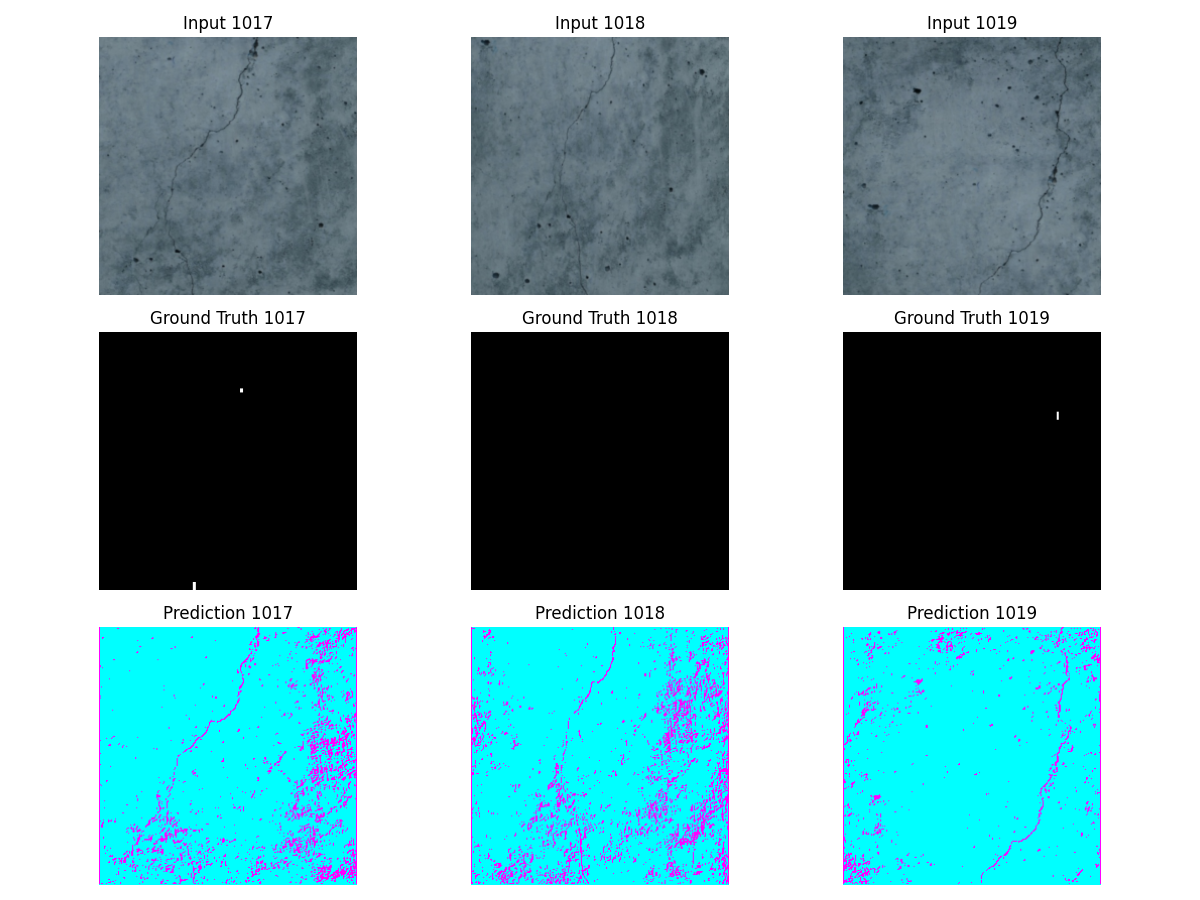 Input 1017
Input 1018
Input 1019
Ground Truth 1017
Ground Truth 1018
Ground Truth 1019
Prediction 1017
Prediction 1018
Prediction 1019